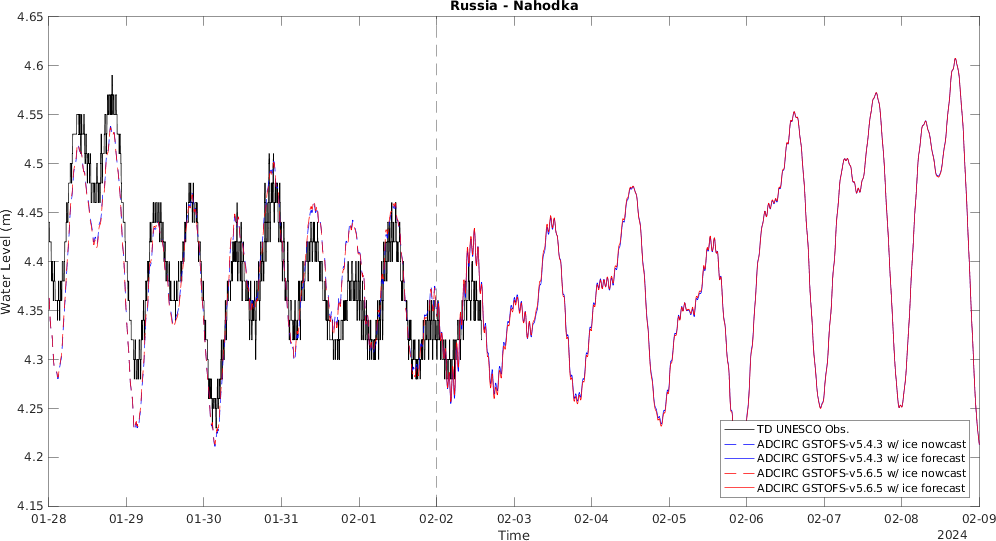 Russia - Nahodka
Water Level (m)
4.65
4.6
4.55
4.5
4.45
4.4
4.35
4.3
4.25
4.2
4.15
TD UNESCO Obs.
ADCIRC GSTOFS-v5.4.3 w/ ice nowcast
ADCIRC GSTOFS-v5.4.3 w/ ice forecast
ADCIRC GSTOFS-v5.6.5 w/ ice nowcast
ADCIRC GSTOFS-v5.6.5 w/ ice forecast
01-28 01-29 01-30 01-31 02-01 02-02 02-03 02-04 02-05 02-06 02-07 02-08 02-09
Time
2024